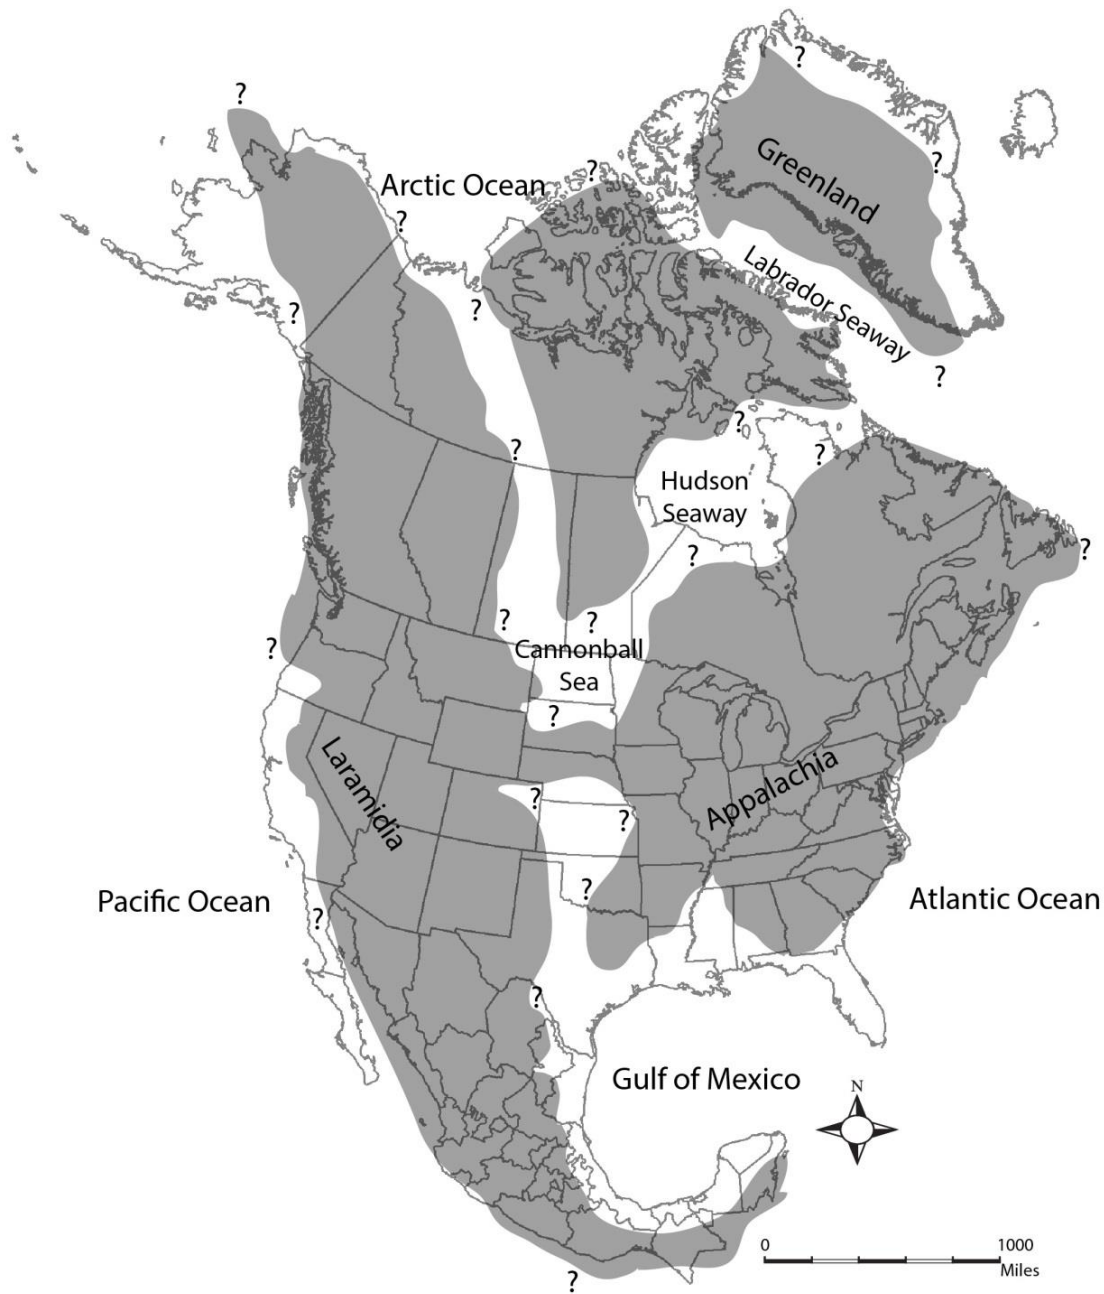 ?
?
Greenland
?
?
Arctic Ocean
?
?
?
Labrador Seaway
?
?
?
?
Hudson
Seaway
?
?
?
?
Cannonball
Sea
?
?
Laramidia
Appalachia
?
?
?
Pacific Ocean
Atlantic Ocean
?
?
Gulf of Mexico
N
0
1000
Miles
?